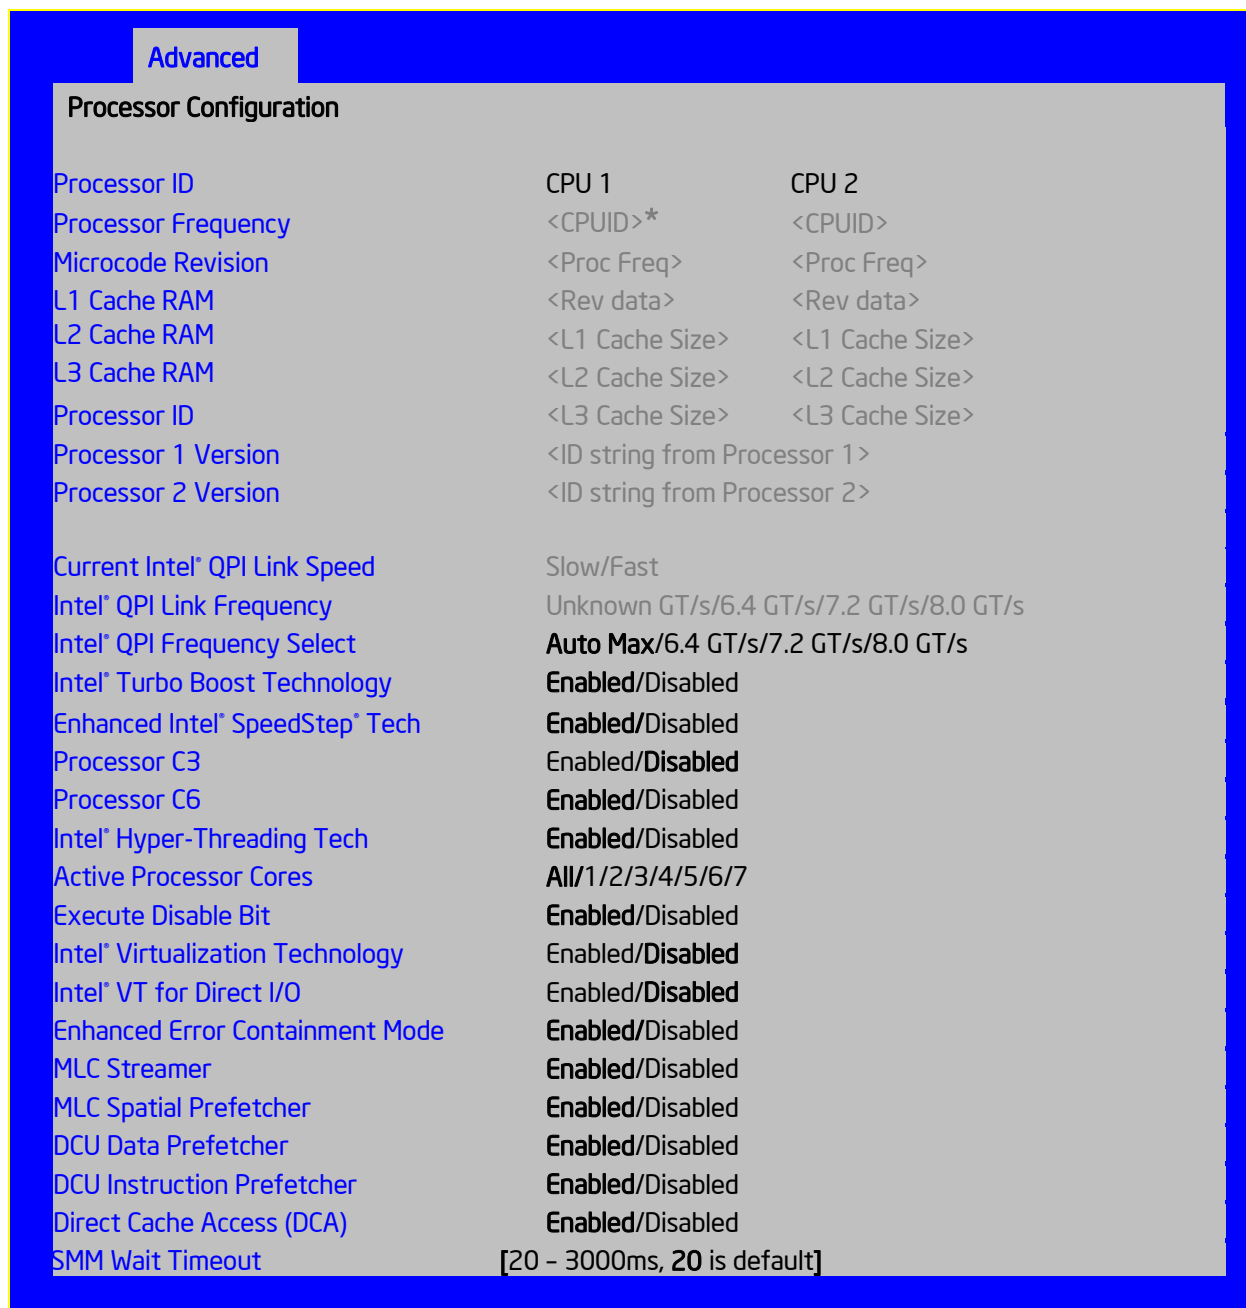 Advanced
Processor Configuration
Processor ID CPU 1 CPU 2
Processor Frequency <CPUID>* <CPUID>
Microcode Revision <Proc Freq> <Proc Freq>
L1 Cache RAM <Rev data> <Rev data>
L2 Cache RAM <L1 Cache Size> <L1 Cache Size>
L3 Cache RAM <L2 Cache Size> <L2 Cache Size>
Processor ID <L3 Cache Size> <L3 Cache Size>
Processor 1 Version <ID string from Processor 1>
Processor 2 Version <ID string from Processor 2>
Current Intel® QPI Link Speed Slow/Fast
Intel® QPI Link Frequency Unknown GT/s/6.4 GT/s/7.2 GT/s/8.0 GT/s
Intel® QPI Frequency Select Auto Max/6.4 GT/s/7.2 GT/s/8.0 GT/s
Intel® Turbo Boost Technology Enabled/Disabled
Enhanced Intel® SpeedStep® Tech Enabled/Disabled
Processor C3 Enabled/Disabled
Processor C6 Enabled/Disabled
Intel® Hyper-Threading Tech Enabled/Disabled
Active Processor Cores All/1/2/3/4/5/6/7
Execute Disable Bit Enabled/Disabled
Intel® Virtualization Technology Enabled/Disabled
Intel® VT for Direct I/O Enabled/Disabled
Enhanced Error Containment Mode Enabled/Disabled
MLC Streamer Enabled/Disabled
MLC Spatial Prefetcher Enabled/Disabled
DCU Data Prefetcher Enabled/Disabled
DCU Instruction Prefetcher Enabled/Disabled
Direct Cache Access (DCA) Enabled/Disabled
SMM Wait Timeout [20 – 3000ms, 20 is default]